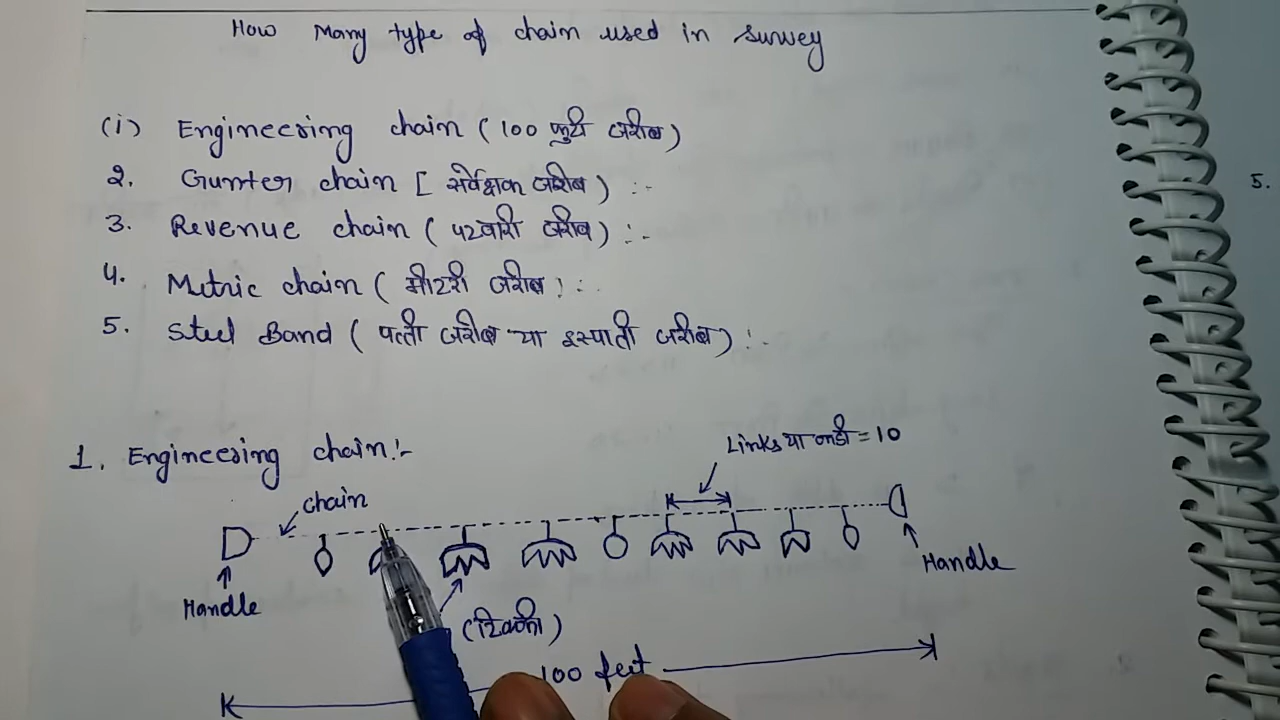 How Many type of chain used in survey
(i) Engineering chain (100 फुटी जरीब)
2. Gunter chain [ सर्वेक्षक जरीब) :-
3. Revenue chain ( पटवारी जरीब) :-
4. Metric chain ( मीटरी जरीब ) :-
5. Steel Band ( पत्ती जरीब या इस्पाती जरीब) :-
5.
1. Engineering chain:-
Links या कडी = 10
chain
Handle
Handle
(टिक्की)
100 feet